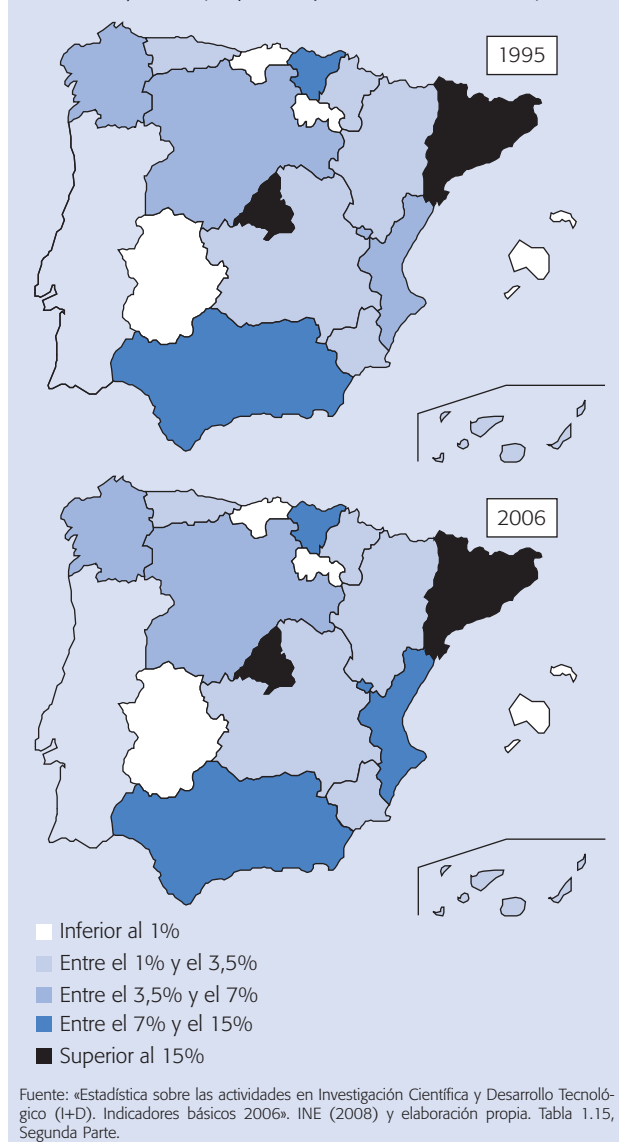 1995
2006
Inferior al 1%
Entre el 1% y el 3,5%
Entre el 3,5% y el 7%
Entre el 7% y el 15%
Superior al 15%
Fuente: «Estadística sobre las actividades en Investigación Científica y Desarrollo Tecnoló-
gico (I+D). Indicadores básicos 2006». INE (2008) y elaboración propia. Tabla 1.15,
Segunda Parte.